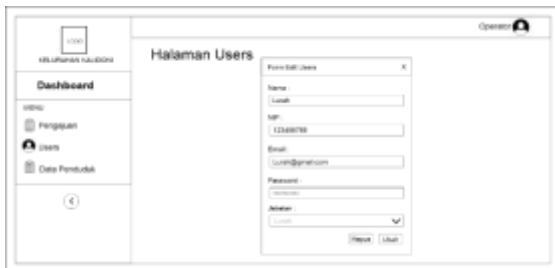 Operator
LOGO
KELURAHAN KALIDONI
Dashboard
MENU
Pengajuan
Users
Data Penduduk
Halaman Users
Form Edit Users X
Nama :
Lurah
NIP :
123456789
Email :
Lurah@gmail.com
Password :
Jabatan :
Lurah
Hapus Ubah